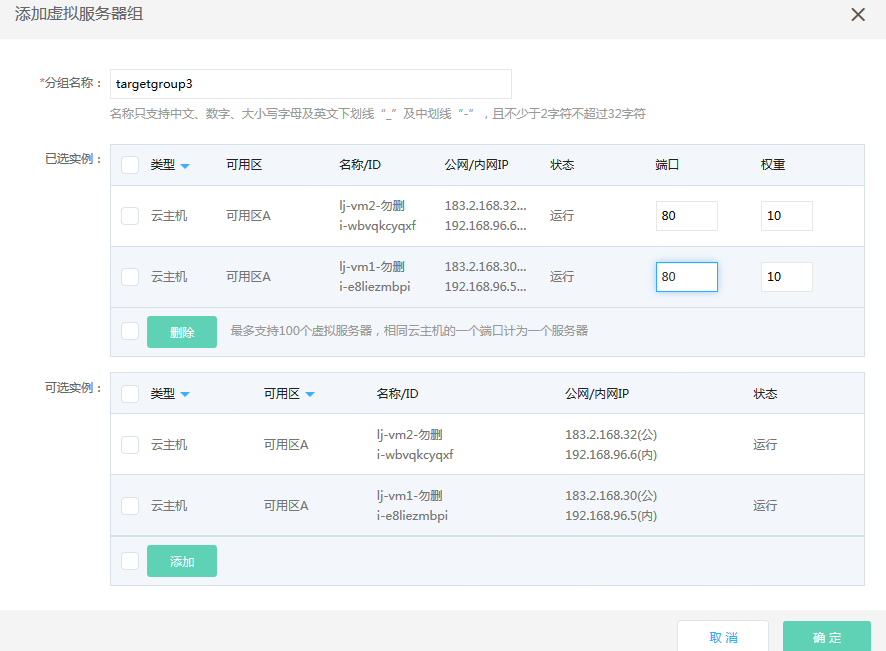 添加虚拟服务器组
*分组名称：
targetgroup3
名称只支持中文、数字、大小写字母及英文下划线“_”及中划线“-”，且不少于2字符不超过32字符
已选实例：
类型 可用区 名称/ID 公网/内网IP 状态 端口 权重
云主机 可用区A lj-vm2-勿删 183.2.168.32... 运行 80 10
i-wbvqkcyqxf 192.168.96.6...
云主机 可用区A lj-vm1-勿删 183.2.168.30... 运行 80 10
i-e8liezmbpi 192.168.96.5...
删除 最多支持100个虚拟服务器，相同云主机的一个端口计为一个服务器
可选实例：
类型 可用区 名称/ID 公网/内网IP 状态
云主机 可用区A lj-vm2-勿删 183.2.168.32(公) 运行
i-wbvqkcyqxf 192.168.96.6(内)
云主机 可用区A lj-vm1-勿删 183.2.168.30(公) 运行
i-e8liezmbpi 192.168.96.5(内)
添加
取 消 确 定